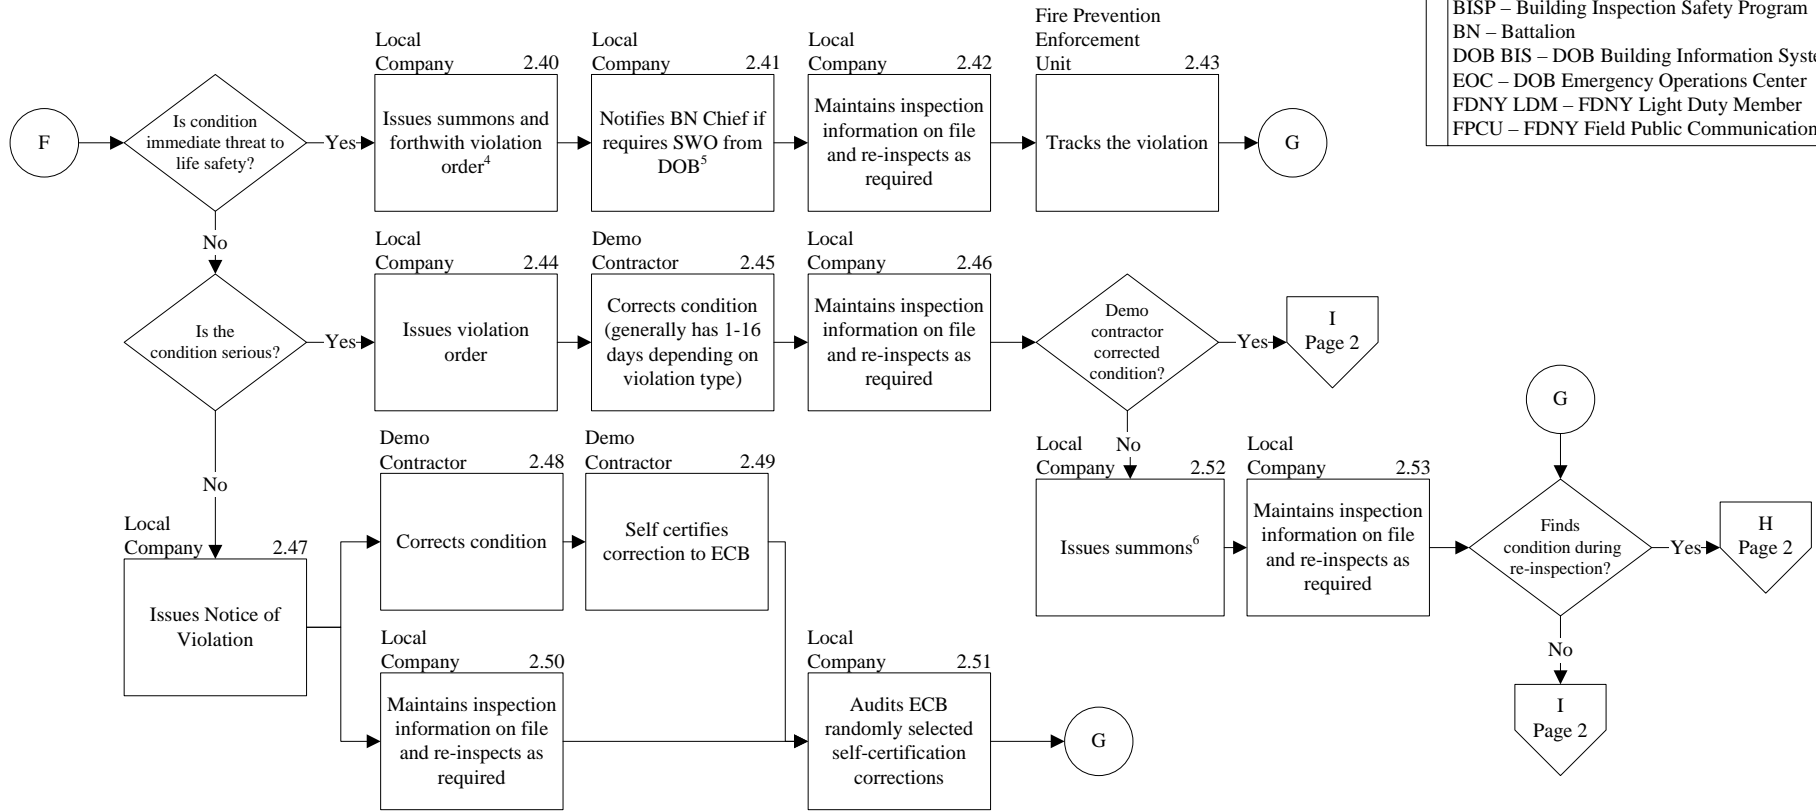 BISP – Building Inspection Safety Program
BN – Battalion
DOB BIS – DOB Building Information Syste
EOC – DOB Emergency Operations Center
FDNY LDM – FDNY Light Duty Member
FPCU – FDNY Field Public Communication
F
Is condition
immediate threat to
life safety?
Yes
No
Local
Company 2.40
Issues summons and
forthwith violation
order4
Local
Company 2.41
Notifies BN Chief if
requires SWO from
DOB5
Local
Company 2.42
Maintains inspection
information on file
and re-inspects as
required
Fire Prevention
Enforcement
Unit 2.43
Tracks the violation
G
Is the
condition serious?
Yes
No
Local
Company 2.44
Issues violation
order
Demo
Contractor 2.45
Corrects condition
(generally has 1-16
days depending on
violation type)
Local
Company 2.46
Maintains inspection
information on file
and re-inspects as
required
Demo
contractor
corrected
condition?
Yes
I
Page 2
No
Local
Company 2.47
Issues Notice of
Violation
Demo
Contractor 2.48
Corrects condition
Demo
Contractor 2.49
Self certifies
correction to ECB
Local
Company 2.50
Maintains inspection
information on file
and re-inspects as
required
Local
Company 2.51
Audits ECB
randomly selected
self-certification
corrections
G
Local
Company 2.52
Issues summons6
Local
Company 2.53
Maintains inspection
information on file
and re-inspects as
required
G
Finds
condition during
re-inspection?
Yes
H
Page 2
No
I
Page 2